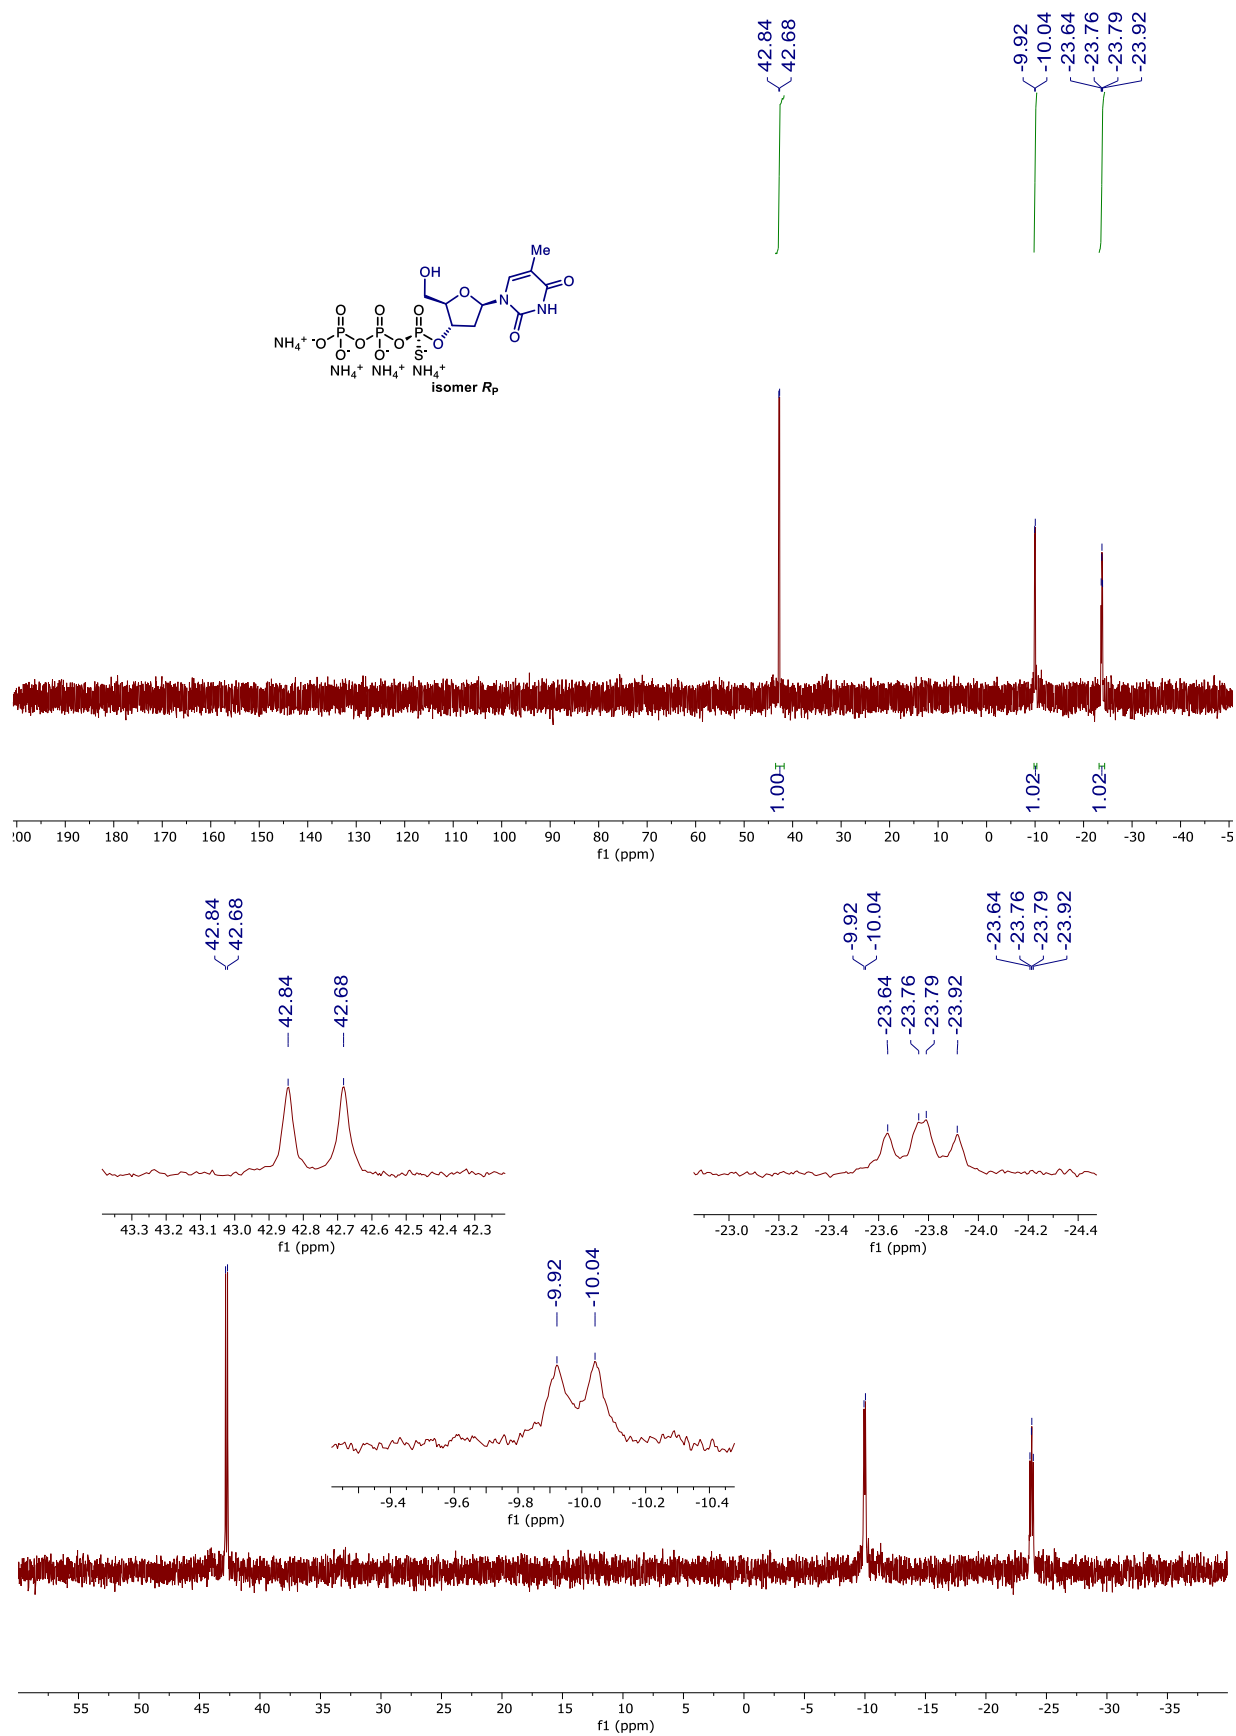 42.84
42.68
-9.92
-10.04
-23.64
-23.76
-23.79
-23.92
Me
OH
O
N
O
NH
O
O O O
NH₄⁺ ⁻O P O P O P O
O⁻ O⁻ S⁻
NH₄⁺ NH₄⁺ NH₄⁺
isomer Rₚ
1.00
1.02
1.02
200 190 180 170 160 150 140 130 120 110 100 90 80 70 60 50 40 30 20 10 0 -10 -20 -30 -40 -5
f1 (ppm)
42.84
42.68
-9.92
-10.04
-23.64
-23.76
-23.79
-23.92
42.84
42.68
-23.64
-23.76
-23.79
-23.92
43.3 43.2 43.1 43.0 42.9 42.8 42.7 42.6 42.5 42.4 42.3
f1 (ppm)
-23.0 -23.2 -23.4 -23.6 -23.8 -24.0 -24.2 -24.4
f1 (ppm)
-9.92
-10.04
-9.4 -9.6 -9.8 -10.0 -10.2 -10.4
f1 (ppm)
55 50 45 40 35 30 25 20 15 10 5 0 -5 -10 -15 -20 -25 -30 -35
f1 (ppm)